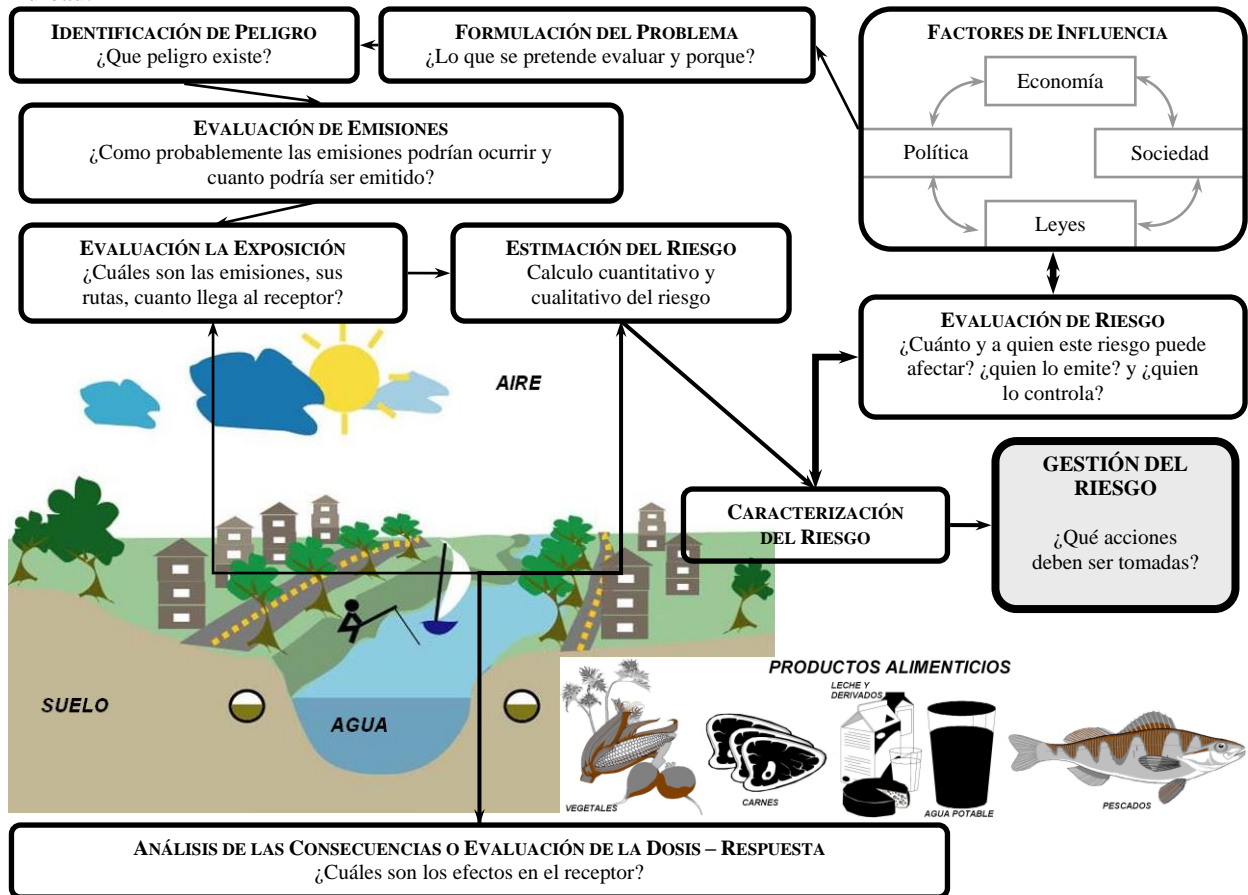 IDENTIFICACIÓN DE PELIGRO
¿Que peligro existe?
FORMULACIÓN DEL PROBLEMA
¿Lo que se pretende evaluar y porque?
FACTORES DE INFLUENCIA
Economía
Política
Sociedad
Leyes
EVALUACIÓN DE EMISIONES
¿Como probablemente las emisiones podrían ocurrir y
cuanto podría ser emitido?
EVALUACIÓN LA EXPOSICIÓN
¿Cuáles son las emisiones, sus
rutas, cuanto llega al receptor?
ESTIMACIÓN DEL RIESGO
Calculo cuantitativo y
cualitativo del riesgo
EVALUACIÓN DE RIESGO
¿Cuánto y a quien este riesgo puede
afectar? ¿quien lo emite? y ¿quien
lo controla?
AIRE
GESTIÓN DEL
RIESGO
¿Qué acciones
deben ser tomadas?
CARACTERIZACIÓN
DEL RIESGO
SUELO
AGUA
PRODUCTOS ALIMENTICIOS
LECHE Y
DERIVADOS
VEGETALES
CARNES
AGUA POTABLE
PESCADOS
ANÁLISIS DE LAS CONSECUENCIAS O EVALUACIÓN DE LA DOSIS – RESPUESTA
¿Cuáles son los efectos en el receptor?